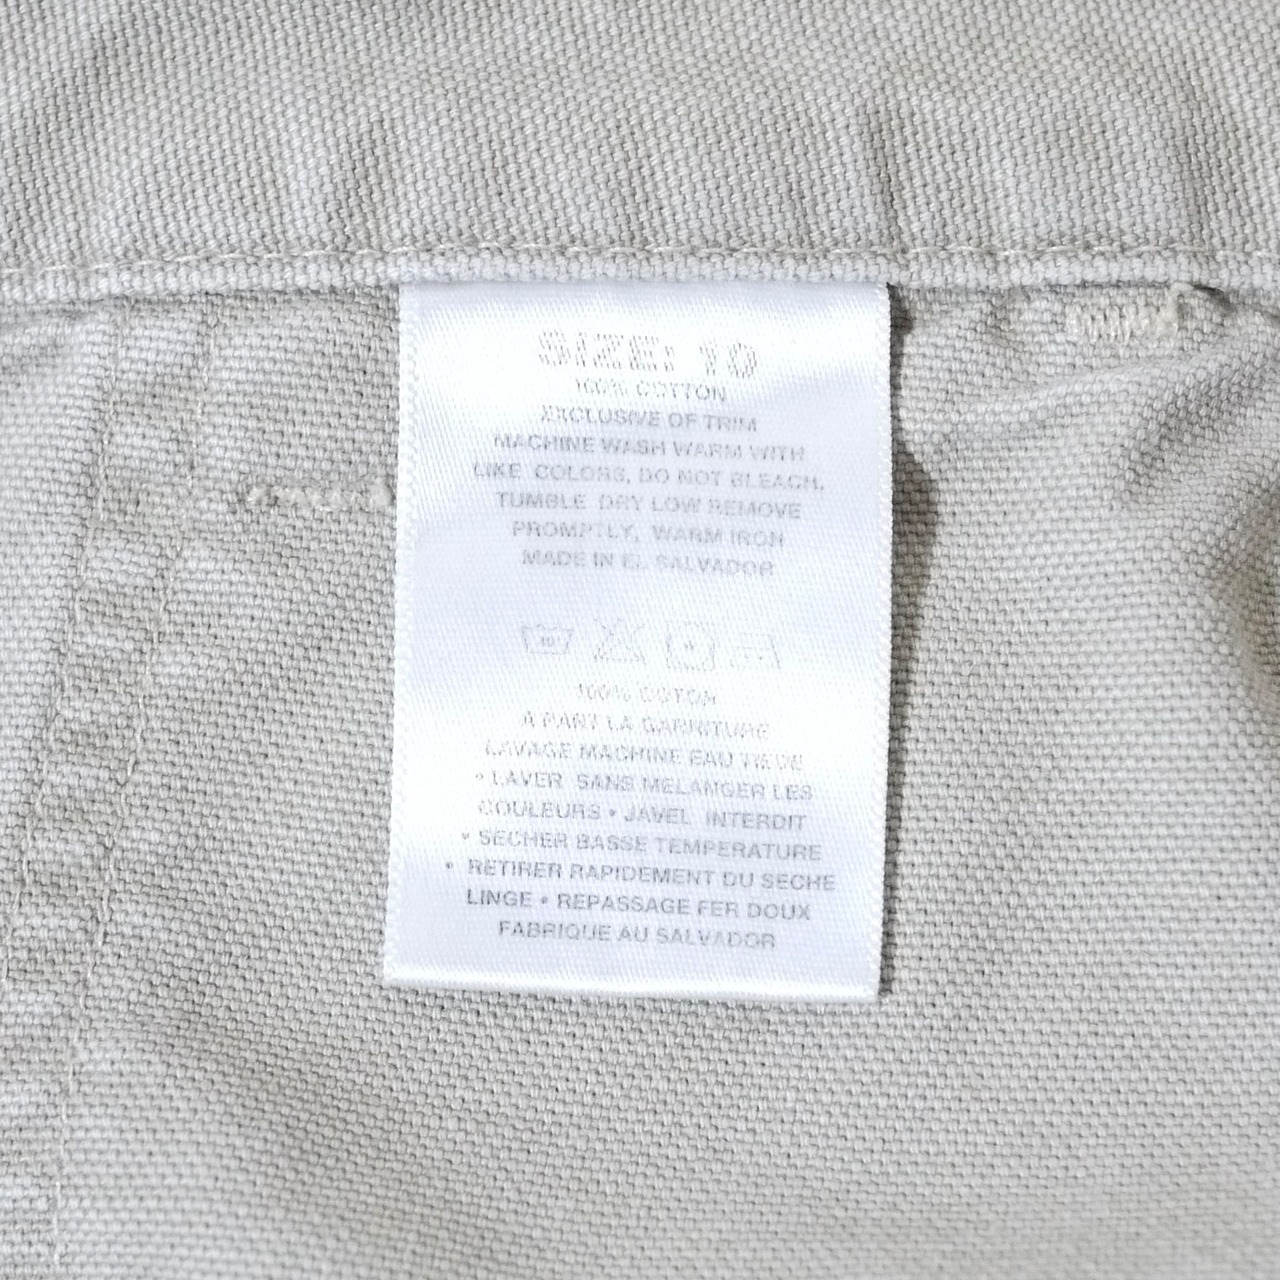 SIZE: 10
100% COTTON
EXCLUSIVE OF TRIM
MACHINE WASH WARM WITH
LIKE COLORS, DO NOT BLEACH,
TUMBLE DRY LOW REMOVE
PROMPTLY, WARM IRON
MADE IN EL SALVADOR
100% COTON
A PART LA GARNITURE
LAVAGE MACHINE EAU TIEDE
• LAVER SANS MELANGER LES
COULEURS • JAVEL INTERDIT
• SECHER BASSE TEMPERATURE
• RETIRER RAPIDEMENT DU SECHE
LINGE • REPASSAGE FER DOUX
FABRIQUE AU SALVADOR